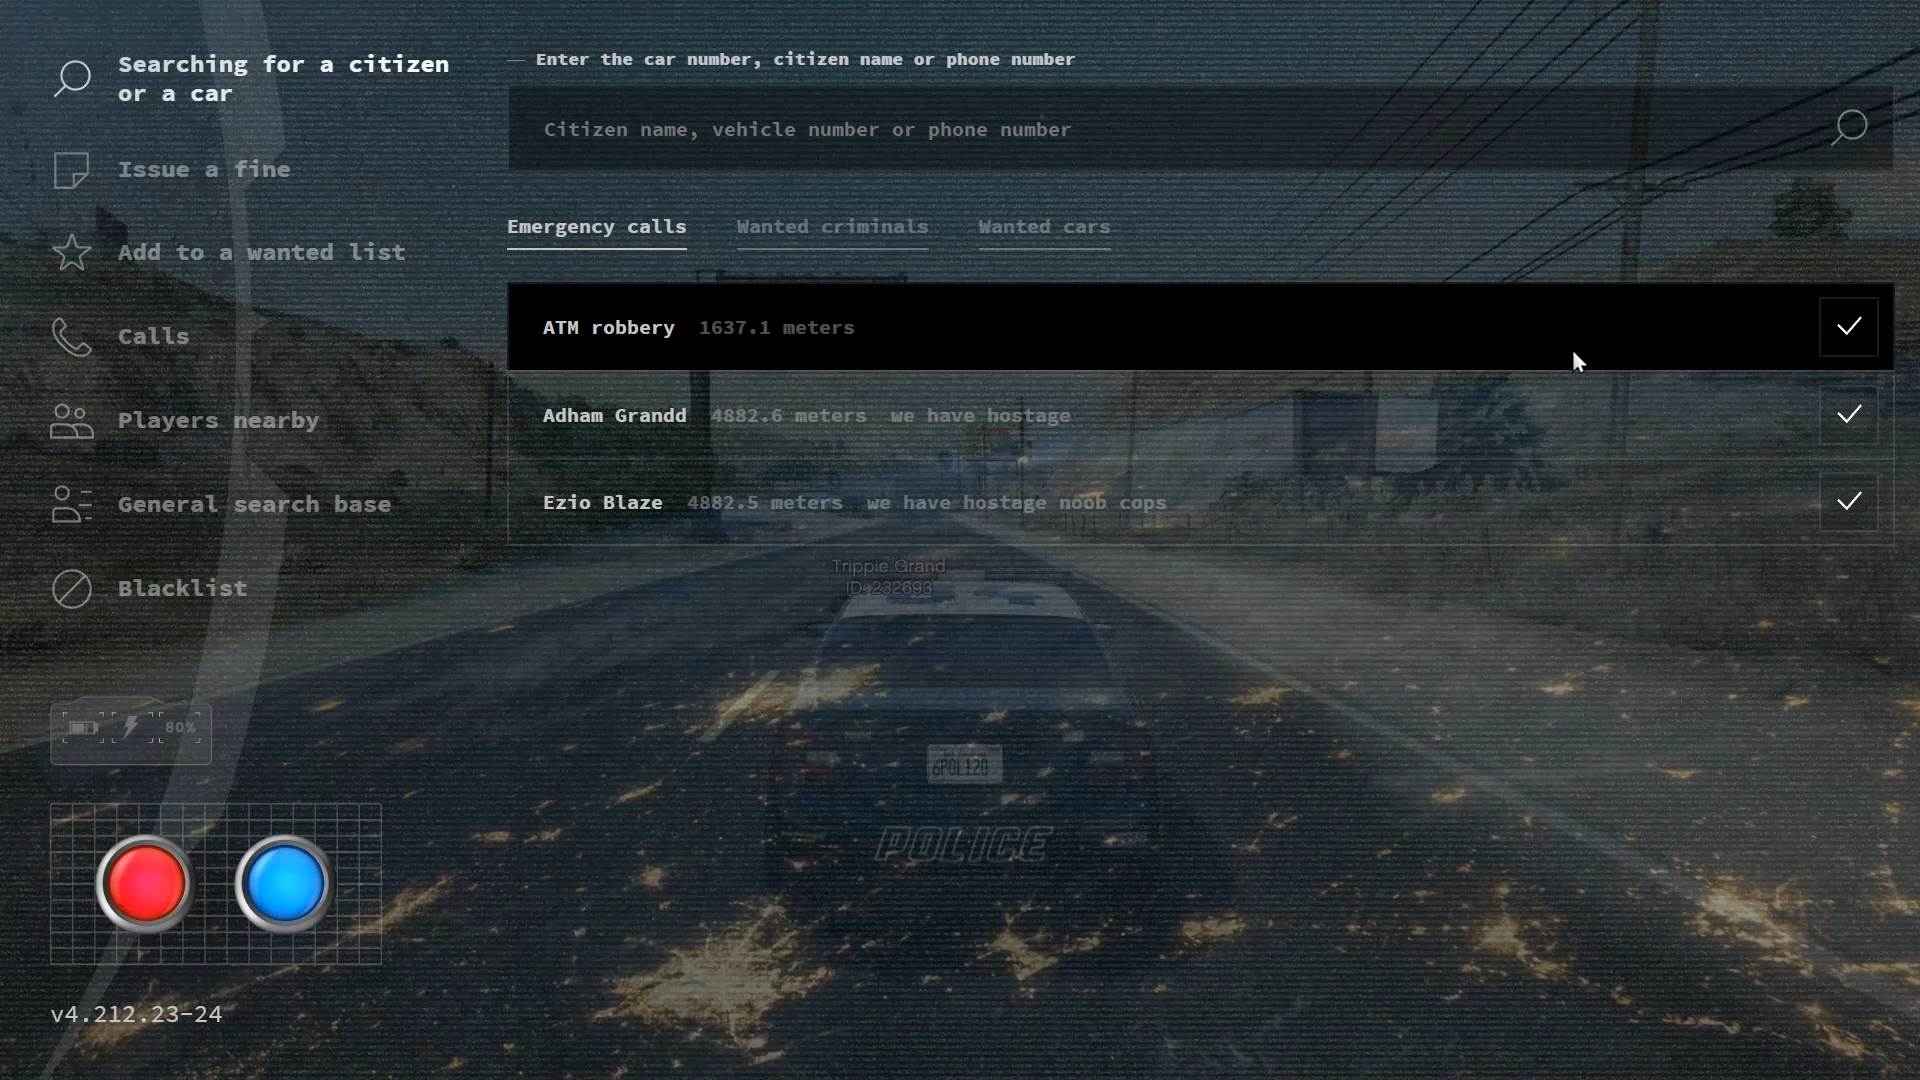 Searching for a citizen
or a car
Issue a fine
Add to a wanted list
Calls
Players nearby
General search base
Blacklist
80%
v4.212.23-24
Enter the car number, citizen name or phone number
Citizen name, vehicle number or phone number
Emergency calls Wanted criminals Wanted cars
ATM robbery 1637.1 meters
Adham Grandd 4882.6 meters we have hostage
Ezio Blaze 4882.5 meters we have hostage noob cops
Trippie Grand
ID: 232693
6POL120
POLICE